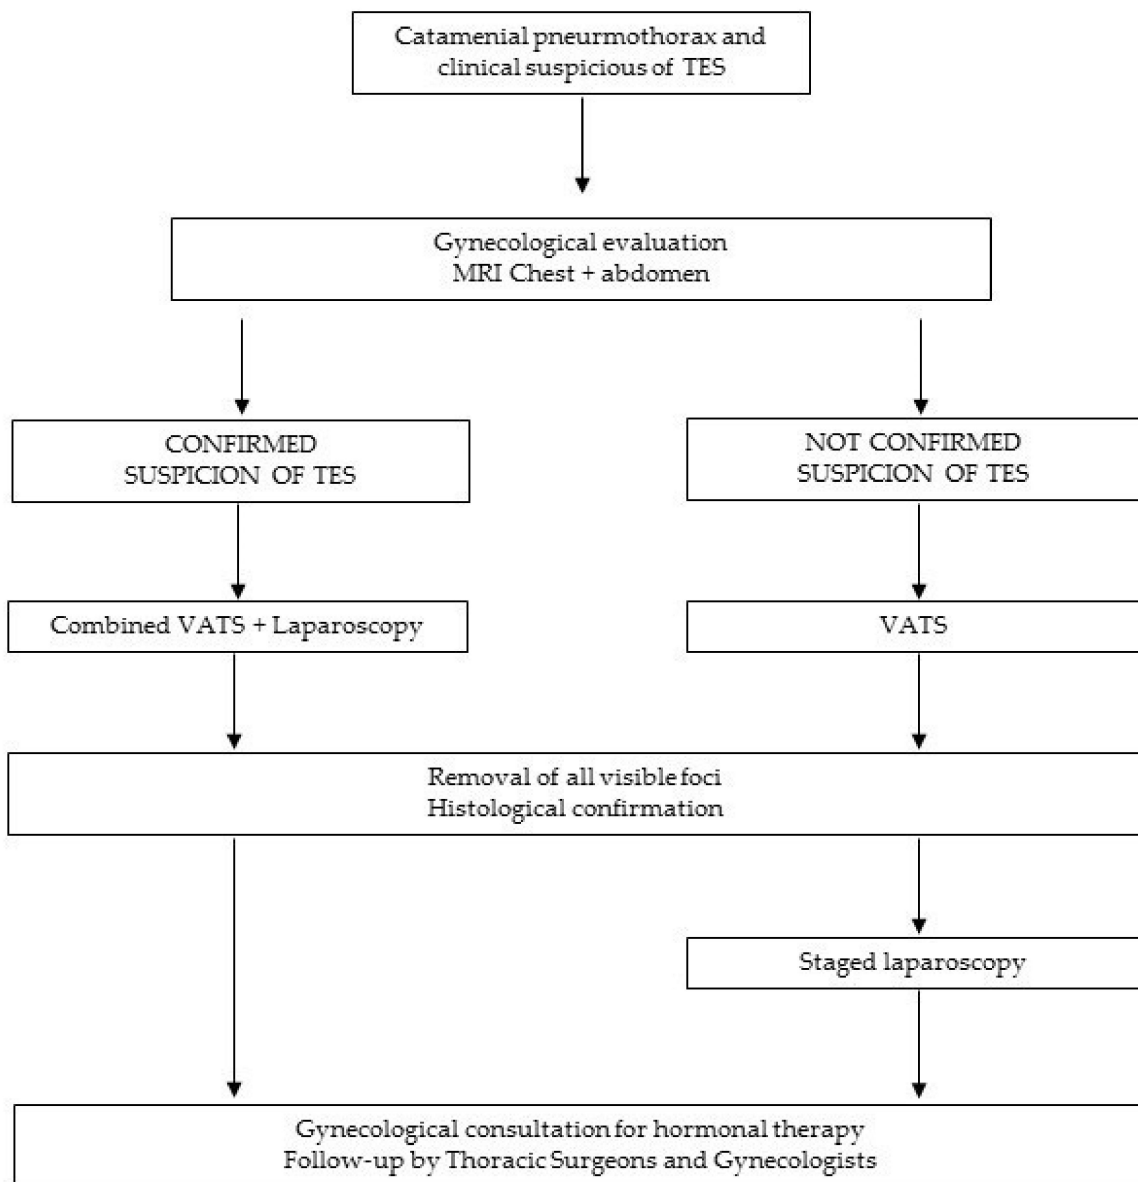 Catamenial pneurmothorax and
clinical suspicious of TES
Gynecological evaluation
MRI Chest + abdomen
CONFIRMED
SUSPICION OF TES
NOT CONFIRMED
SUSPICION OF TES
Combined VATS + Laparoscopy
VATS
Removal of all visible foci
Histological confirmation
Staged laparoscopy
Gynecological consultation for hormonal therapy
Follow-up by Thoracic Surgeons and Gynecologists